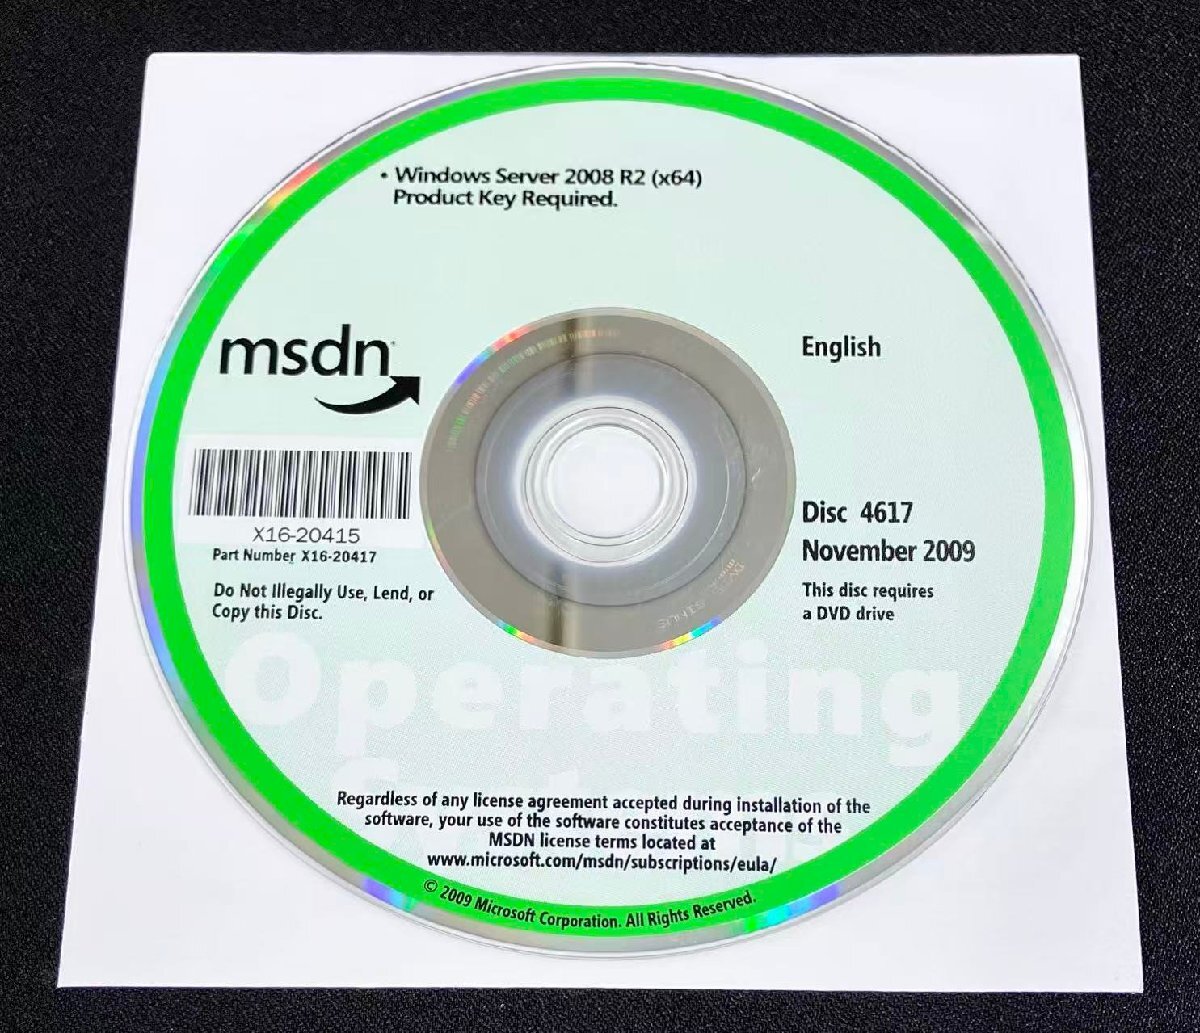 • Windows Server 2008 R2 (x64)
Product Key Required.
msdn
English
X16-20415
Part Number X16-20417
Do Not Illegally Use, Lend, or
Copy this Disc.
Disc 4617
November 2009
This disc requires
a DVD drive
Operating
Regardless of any license agreement accepted during installation of the
software, your use of the software constitutes acceptance of the
MSDN license terms located at
www.microsoft.com/msdn/subscriptions/eula/
© 2009 Microsoft Corporation. All Rights Reserved.